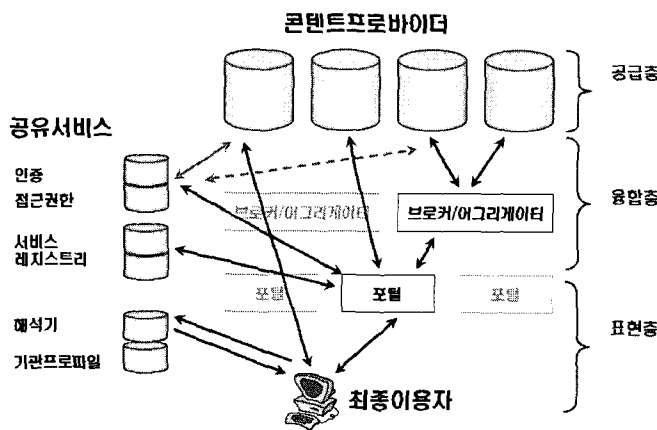 콘텐트프로바이더
공급층
공유서비스
인증
접근권한
융합층
브로커/어그리게이터
브로커/어그리게이터
서비스
레지스트리
포털
포털
포털
표현층
해석기
기관프로파일
최종이용자